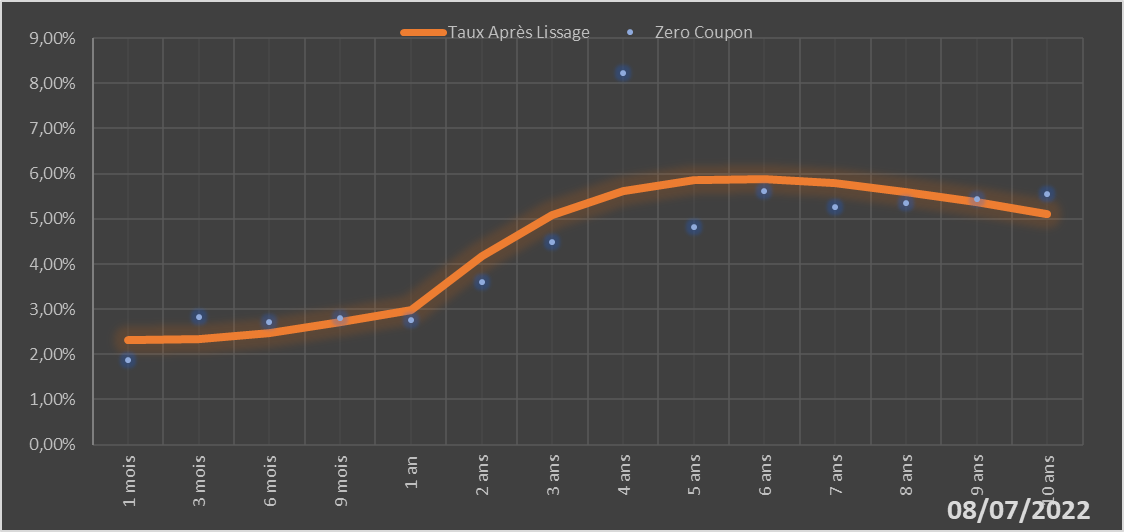 Taux Après Lissage
Zero Coupon
9,00%
8,00%
7,00%
6,00%
5,00%
4,00%
3,00%
2,00%
1,00%
0,00%
1 mois
3 mois
6 mois
9 mois
1 an
2 ans
3 ans
4 ans
5 ans
6 ans
7 ans
8 ans
9 ans
10 ans
08/07/2022